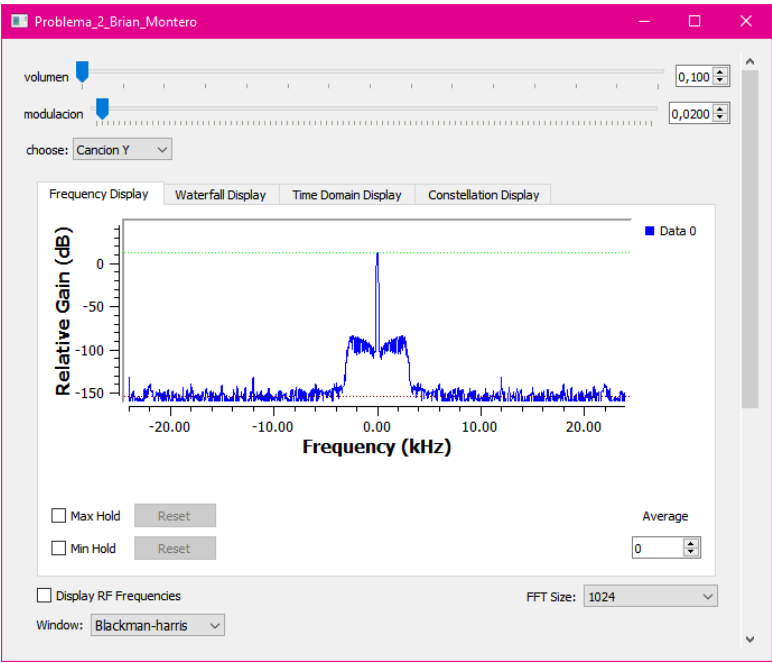 Problema_2_Brian_Montero
volumen 0,100
modulacion 0,0200
choose: Cancion Y
Frequency Display Waterfall Display Time Domain Display Constellation Display
Relative Gain (dB)
0
-50
-100
-150
Data 0
-20.00 -10.00 0.00 10.00 20.00
Frequency (kHz)
Max Hold Reset Average
Min Hold Reset 0
Display RF Frequencies FFT Size: 1024
Window: Blackman-harris